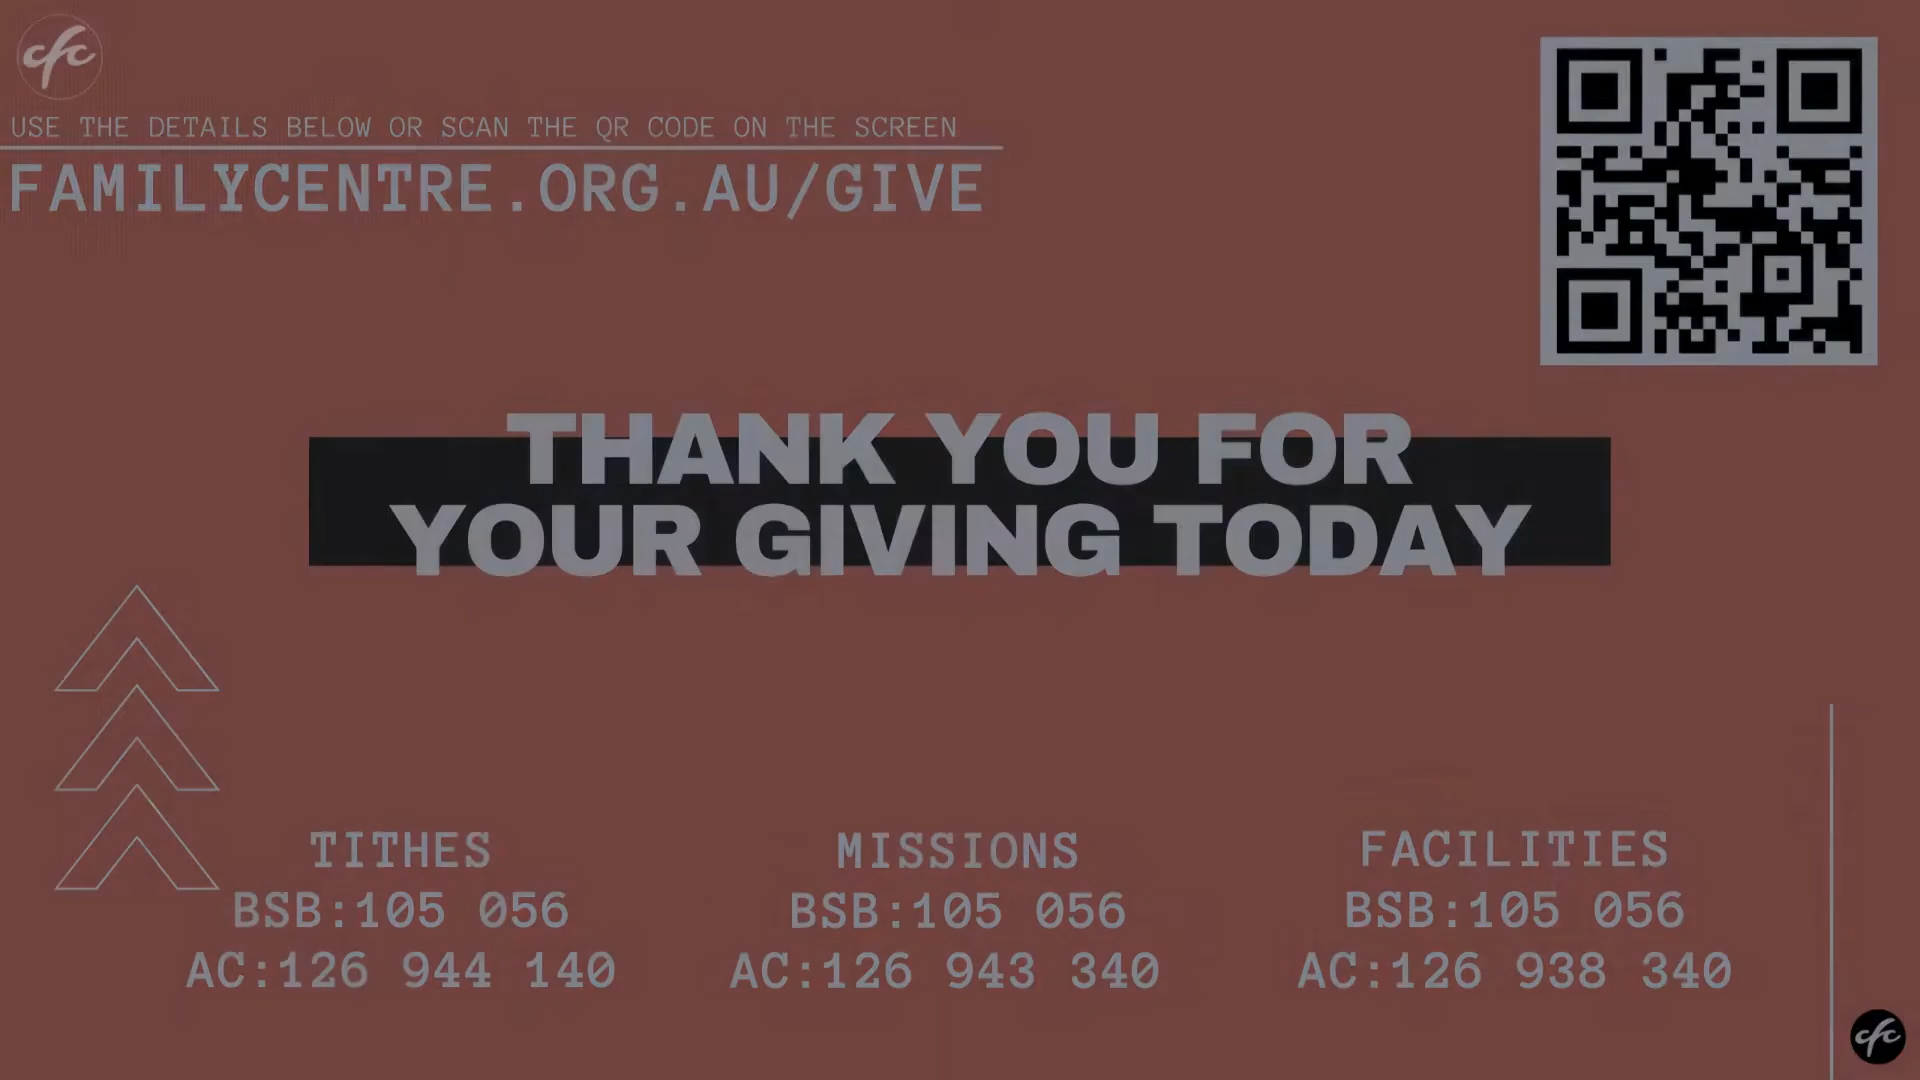 cfc
USE THE DETAILS BELOW OR SCAN THE QR CODE ON THE SCREEN
FAMILYCENTRE.ORG.AU/GIVE
THANK YOU FOR
YOUR GIVING TODAY
TITHES
BSB:105 056
AC:126 944 140
MISSIONS
BSB:105 056
AC:126 943 340
FACILITIES
BSB:105 056
AC:126 938 340
cfc